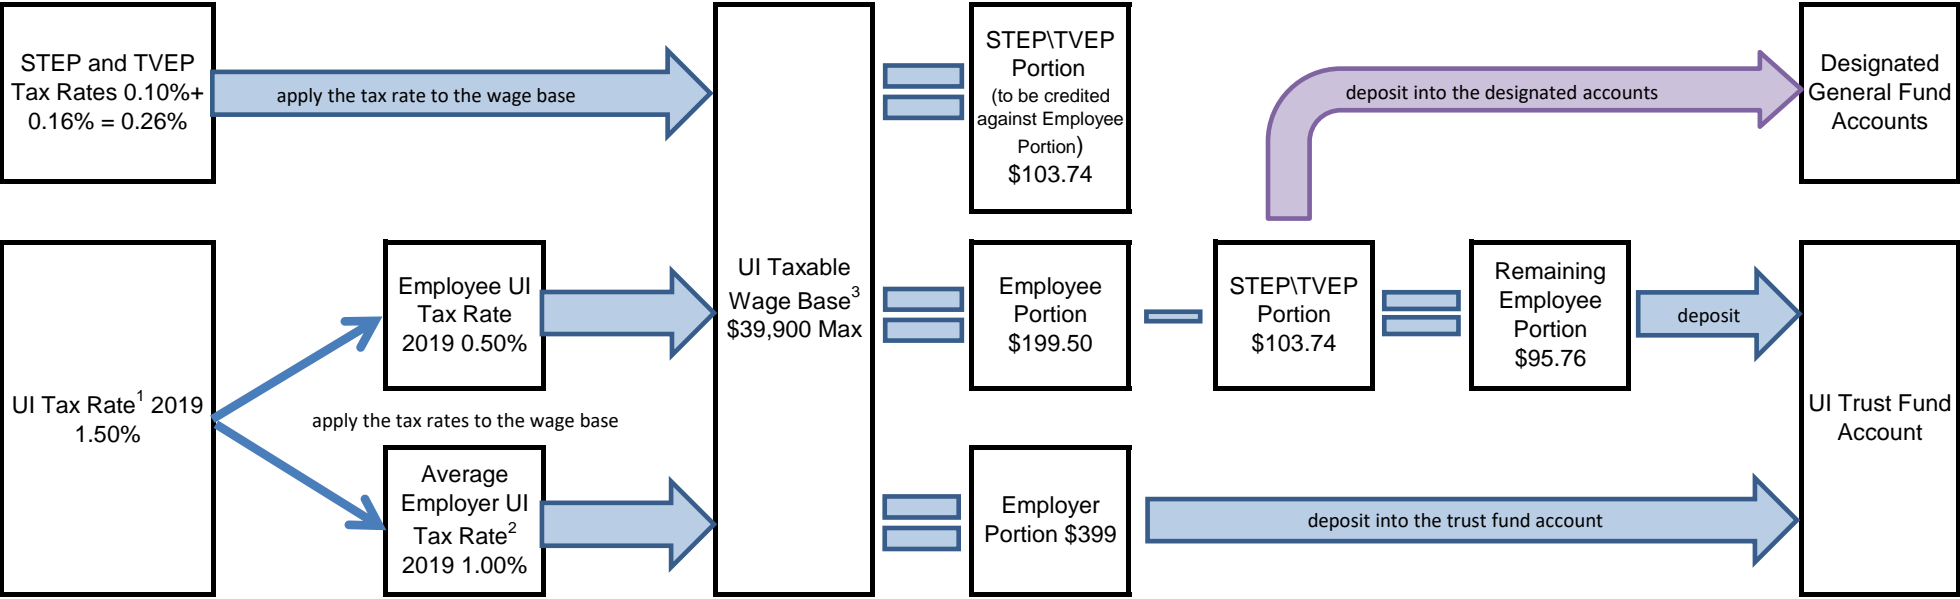 STEP and TVEP
Tax Rates 0.10%+
0.16% = 0.26%
apply the tax rate to the wage base
STEP\TVEP
Portion
(to be credited
against Employee
Portion)
$103.74
deposit into the designated accounts
Designated
General Fund
Accounts
UI Tax Rate1 2019
1.50%
Employee UI
Tax Rate
2019 0.50%
apply the tax rates to the wage base
Average
Employer UI
Tax Rate2
2019 1.00%
UI Taxable
Wage Base3
$39,900 Max
Employee
Portion
$199.50
STEP\TVEP
Portion
$103.74
Remaining
Employee
Portion
$95.76
deposit
Employer
Portion $399
deposit into the trust fund account
UI Trust Fund
Account